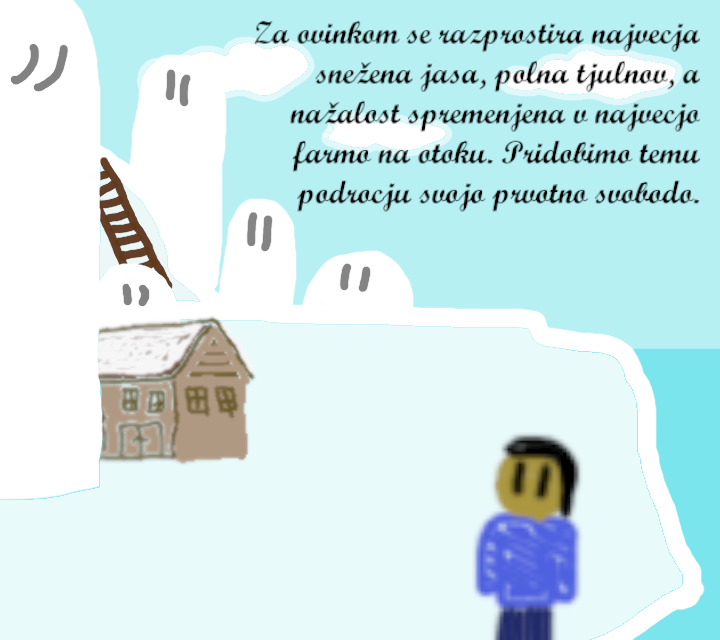 Za ovinkom se razprostira najvecja
snežena jasa, polna tjulnov, a
nažalost spremenjena v najvecjo
farmo na otoku. Pridobimo temu
podrocju svojo prvotno svobodo.